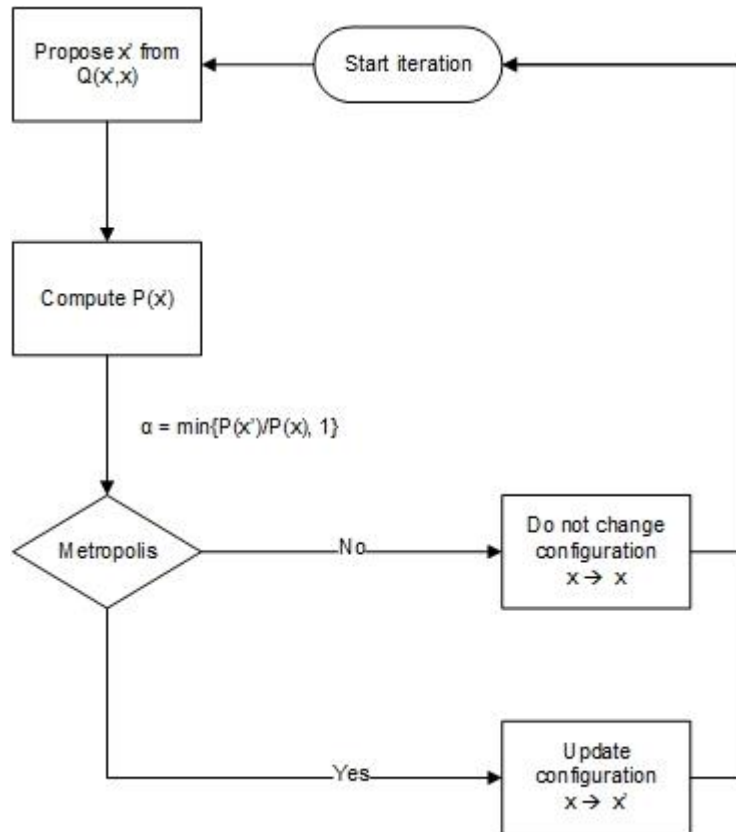 Start iteration
Propose x' from
Q(x',x)
Compute P(x')
α = min{P(x')/P(x), 1}
Metropolis
No
Do not change
configuration
x → x
Yes
Update
configuration
x → x'